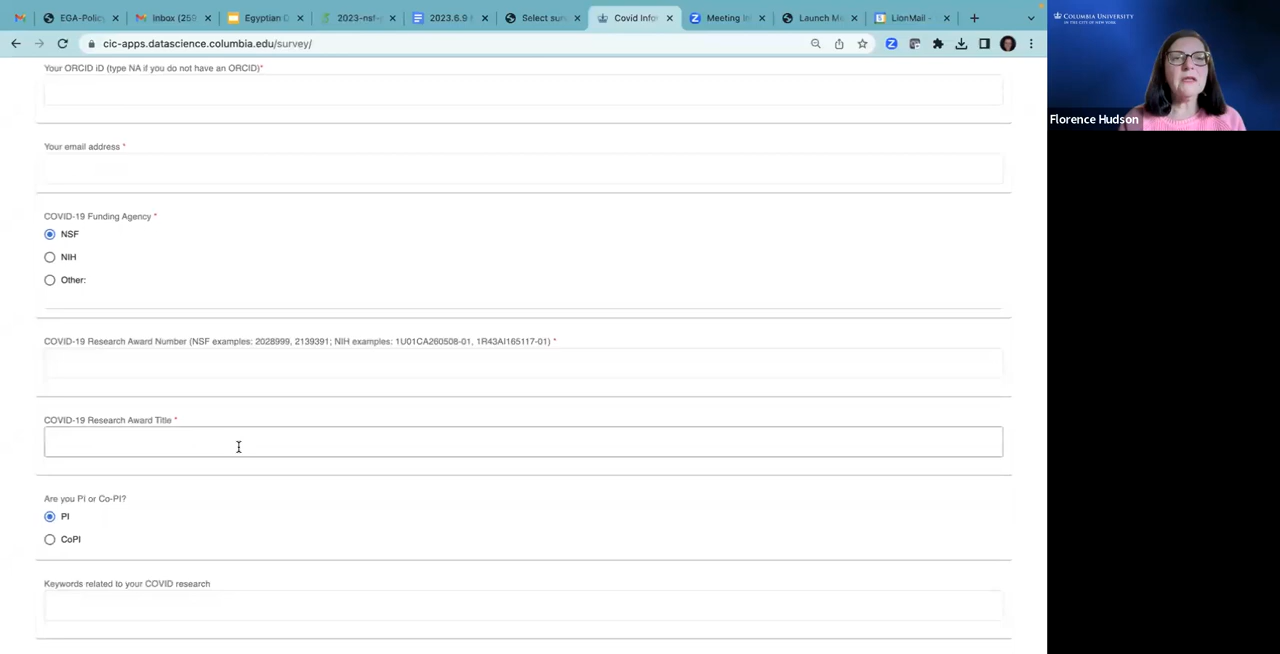 EGA-Policy
Inbox (259
Egyptian D
2023-nsf-p
2023.6.9
Select sur
Covid Info
Meeting
Launch M
LionMail -
cic-apps.datascience.columbia.edu/survey/
COLUMBIA UNIVERSITY
IN THE CITY OF NEW YORK
Florence Hudson
Your ORCID iD (type NA if you do not have an ORCID)*
Your email address *
COVID-19 Funding Agency *
NSF
NIH
Other:
COVID-19 Research Award Number (NSF examples: 2028999, 2139391; NIH examples: 1U01CA260508-01, 1R43AI165117-01) *
COVID-19 Research Award Title *
Are you PI or Co-PI?
PI
CoPI
Keywords related to your COVID research